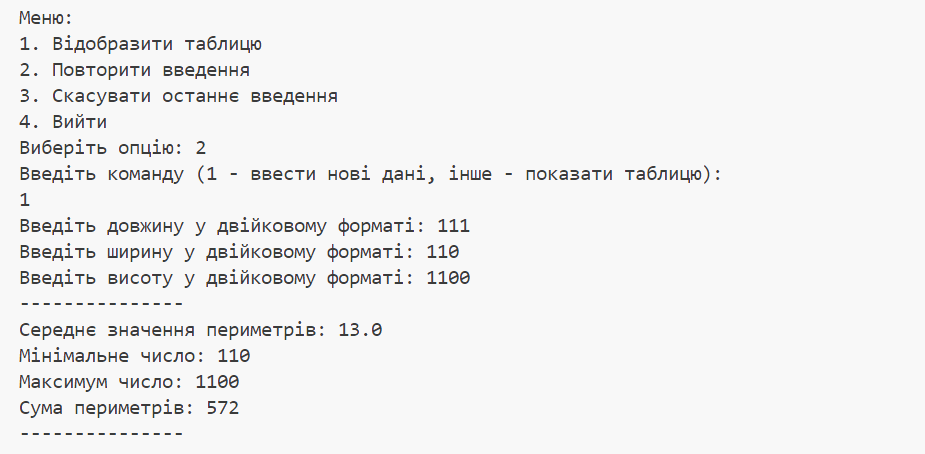 Меню:
1. Відобразити таблицю
2. Повторити введення
3. Скасувати останнє введення
4. Вийти
Виберіть опцію: 2
Введіть команду (1 - ввести нові дані, інше - показати таблицю):
1
Введіть довжину у двійковому форматі: 111
Введіть ширину у двійковому форматі: 110
Введіть висоту у двійковому форматі: 1100
---------------
Середнє значення периметрів: 13.0
Мінімальне число: 110
Максимум число: 1100
Сума периметрів: 572
---------------